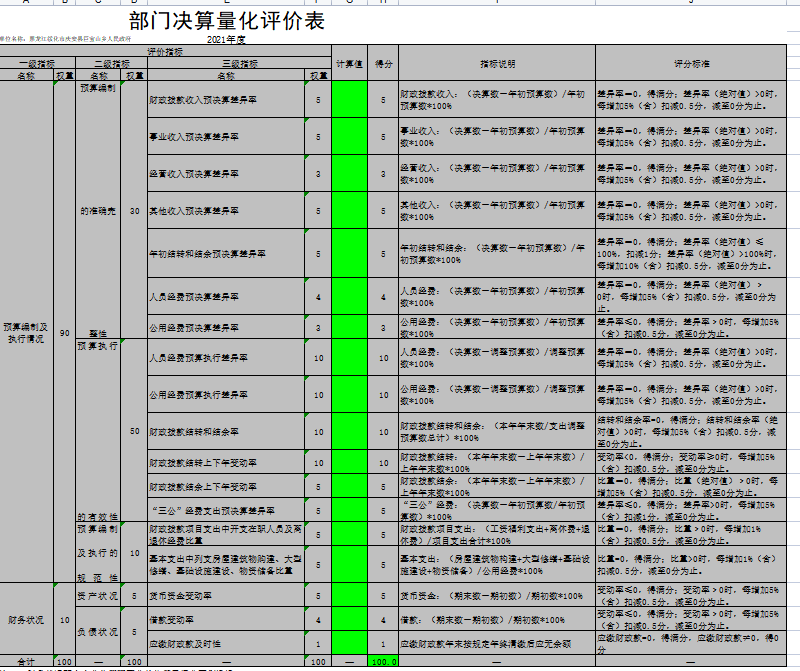 部门决算量化评价表
单位名称：黑龙江绥化市庆安县巨宝山乡人民政府
2021年度
评价指标 计算值 得分 指标说明 评分标准
一级指标 二级指标 三级指标
名称 权重 名称 权重 名称 权重
预算编制及执行情况 90 预算编制的准确完整性 30 财政拨款收入预决算差异率 5 5 财政拨款收入：（决算数－年初预算数）/年初预算数*100% 差异率＝0，得满分；差异率（绝对值）>0时，每增加5%（含）扣减0.5分，减至0分为止。
事业收入预决算差异率 5 5 事业收入：（决算数－年初预算数）/年初预算数*100% 差异率＝0，得满分；差异率（绝对值）>0时，每增加5%（含）扣减0.5分，减至0分为止。
经营收入预决算差异率 3 3 经营收入：（决算数－年初预算数）/年初预算数*100% 差异率＝0，得满分；差异率（绝对值）>0时，每增加5%（含）扣减0.5分，减至0分为止。
其他收入预决算差异率 5 5 其他收入：（决算数－年初预算数）/年初预算数*100% 差异率＝0，得满分；差异率（绝对值）>0时，每增加5%（含）扣减0.5分，减至0分为止。
年初结转和结余预决算差异率 5 5 年初结转和结余：（决算数－年初预算数）/年初预算数*100% 差异率＝0，得满分；差异率（绝对值）≤100%，扣减1分；差异率（绝对值）>100%时，每增加10%（含）扣减0.5分，减至0分为止。
人员经费预决算差异率 4 4 人员经费：（决算数－年初预算数）/年初预算数*100% 差异率＝0，得满分；差异率（绝对值）>0时，每增加5%（含）扣减0.5分，减至0分为止。
公用经费预决算差异率 3 3 公用经费：（决算数－年初预算数）/年初预算数*100% 差异率≤0，得满分；差异率＞0时，每增加5%（含）扣减0.5分，减至0分为止。
预算执行的有效性 50 人员经费预算执行差异率 10 10 人员经费：（决算数－调整预算数）/调整预算数*100% 差异率＝0，得满分；差异率（绝对值）>0时，每增加5%（含）扣减0.5分，减至0分为止。
公用经费预算执行差异率 10 10 公用经费：（决算数－调整预算数）/调整预算数*100% 差异率＝0，得满分；差异率（绝对值）>0时，每增加5%（含）扣减0.5分，减至0分为止。
财政拨款结转和结余率 10 10 财政拨款结转和结余：（本年年末数/支出调整预算数总计）*100% 结转和结余率=0，得满分；结转和结余率（绝对值）>0时，每增加5%（含）扣减0.5分，减至0分为止。
财政拨款结转上下年变动率 10 10 财政拨款结转：（本年年末数－上年年末数）/上年年末数*100% 变动率<0，得满分；变动率≥0时，每增加5%（含）扣减0.5分，减至0分为止。
财政拨款结余上下年变动率 5 5 财政拨款结余：（本年年末数－上年年末数）/上年年末数*100% 比重＝0，得满分；比重（绝对值）＞0时，每增加5%（含）扣减0.5分，减至0分为止。
“三公”经费支出预决算差异率 5 5 “三公”经费：（决算数－年初预算数/年初预算数）*100% 差异率≤0，得满分；差异率>0时，每增加5%（含）扣减1分，减至0分为止。
预算编制及执行的规范性 10 财政拨款项目支出中开支在职人员及离退休经费比重 5 5 财政拨款项目支出：（工资福利支出+离休费+退休费）/项目支出合计*100% 比重＝0，得满分；比重＞0时，每增加1%（含）扣减0.5分，减至0分为止。
基本支出中列支房屋建筑物购建、大型修缮、基础设施建设、物资储备比重 5 5 基本支出：（房屋建筑物购建+大型修缮+基础设施建设+物资储备）/公用经费*100% 比重=0，得满分；比重>0时，每增加1%（含）扣减0.5分，减至0分为止。
财务状况 10 资产状况 5 货币资金变动率 5 5 货币资金：（期末数－期初数）/期初数*100% 变动率≤0，得满分；变动率＞0时，每增加5%（含）扣减0.5分，减至0分为止。
负债状况 5 借款变动率 4 4 借款：（期末数－期初数）/期初数*100% 变动率≤0，得满分；变动率＞0时，每增加5%（含）扣减0.5分，减至0分为止。
应缴财政款及时性 1 1 应缴财政款年末按规定年终清缴后应无余额 应缴财政款=0，得满分，应缴财政款≠0，得0分
合计 100 — 100 — 100 — 100.0 — —